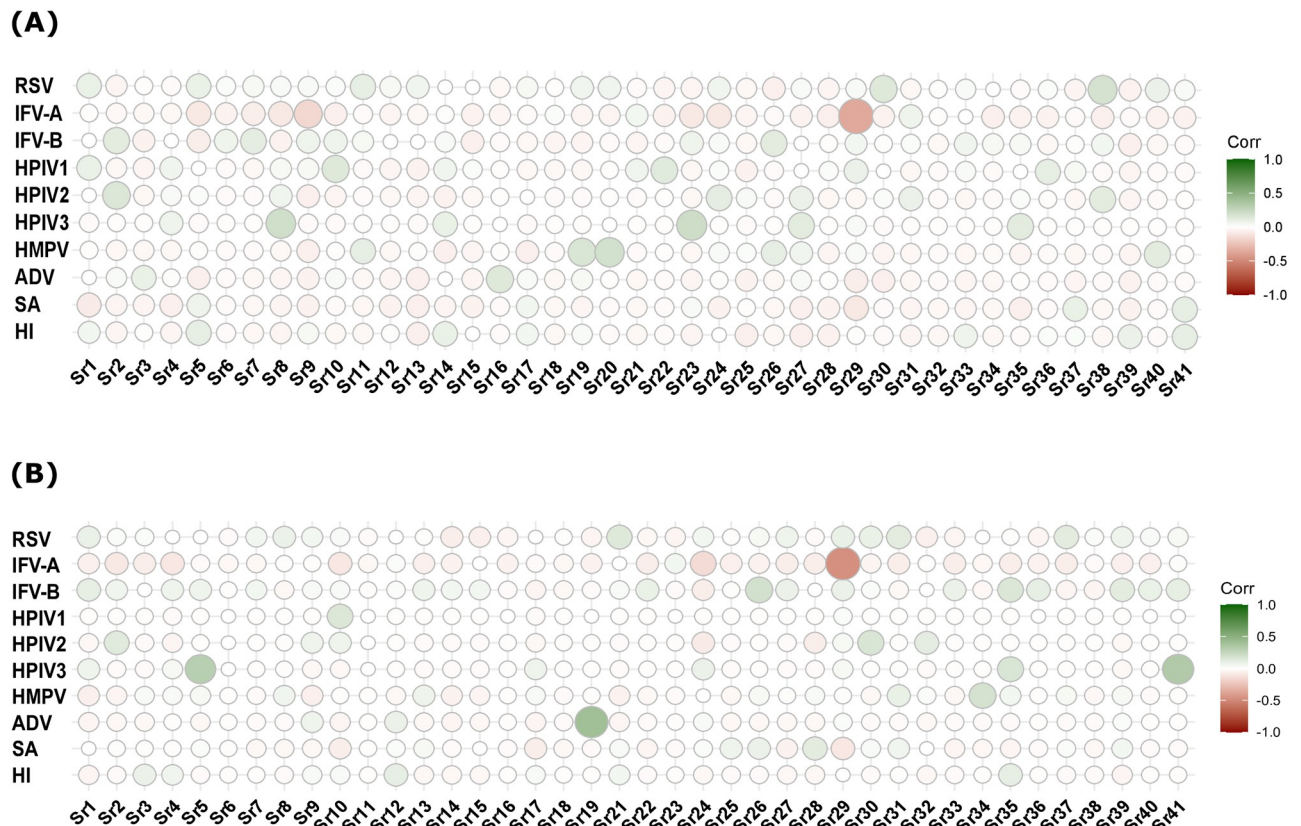 (A)
RSV
IFV-A
IFV-B
HPIV1
HPIV2
HPIV3
HMPV
ADV
SA
HI
Sr1 Sr2 Sr3 Sr4 Sr5 Sr6 Sr7 Sr8 Sr9 Sr10 Sr11 Sr12 Sr13 Sr14 Sr15 Sr16 Sr17 Sr18 Sr19 Sr20 Sr21 Sr22 Sr23 Sr24 Sr25 Sr26 Sr27 Sr28 Sr29 Sr30 Sr31 Sr32 Sr33 Sr34 Sr35 Sr36 Sr37 Sr38 Sr39 Sr40 Sr41
Corr
1.0
0.5
0.0
-0.5
-1.0
(B)
RSV
IFV-A
IFV-B
HPIV1
HPIV2
HPIV3
HMPV
ADV
SA
HI
Sr1 Sr2 Sr3 Sr4 Sr5 Sr6 Sr7 Sr8 Sr9 Sr10 Sr11 Sr12 Sr13 Sr14 Sr15 Sr16 Sr17 Sr18 Sr19 Sr21 Sr22 Sr23 Sr24 Sr25 Sr26 Sr27 Sr28 Sr29 Sr30 Sr31 Sr32 Sr33 Sr34 Sr35 Sr36 Sr37 Sr38 Sr39 Sr40 Sr41
Corr
1.0
0.5
0.0
-0.5
-1.0